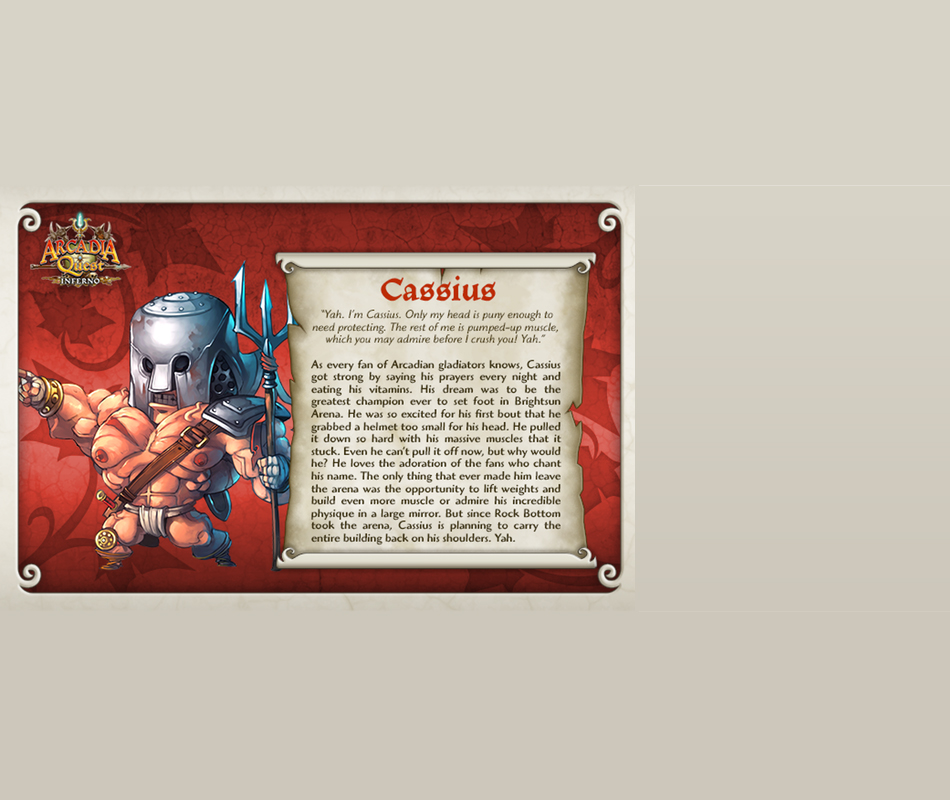 ARCADIA
Quest
INFERNO
Cassius
"Yah. I'm Cassius. Only my head is puny enough to
need protecting. The rest of me is pumped-up muscle,
which you may admire before I crush you! Yah."
As every fan of Arcadian gladiators knows, Cassius
got strong by saying his prayers every night and
eating his vitamins. His dream was to be the
greatest champion ever to set foot in Brightsun
Arena. He was so excited for his first bout that he
grabbed a helmet too small for his head. He pulled
it down so hard with his massive muscles that it
stuck. Even he can't pull it off now, but why would
he? He loves the adoration of the fans who chant
his name. The only thing that ever made him leave
the arena was the opportunity to lift weights and
build even more muscle or admire his incredible
physique in a large mirror. But since Rock Bottom
took the arena, Cassius is planning to carry the
entire building back on his shoulders. Yah.